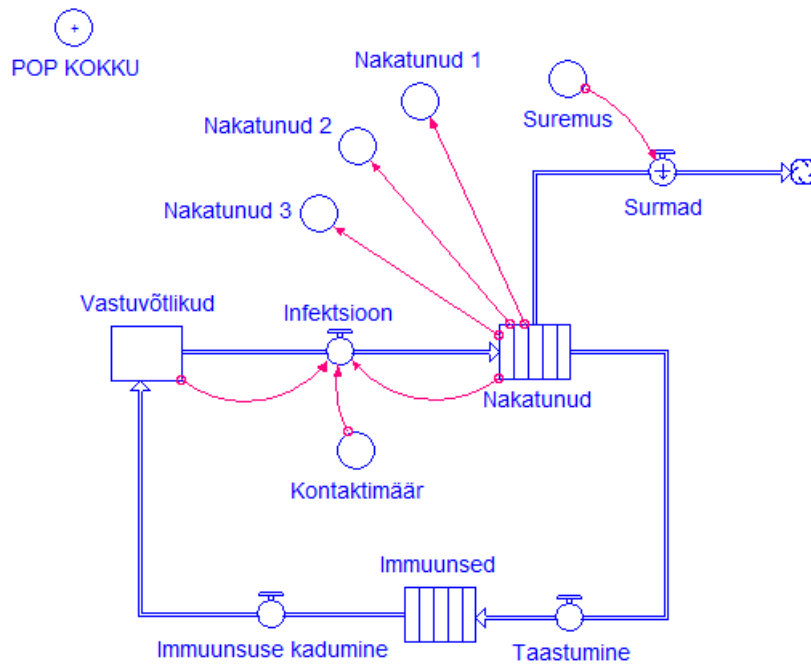 POP KOKKU
Nakatunud 1
Nakatunud 2
Suremus
Nakatunud 3
Surmad
Vastuvõtlikud
Infektsioon
Nakatunud
Kontaktimäär
Immuunsed
Immuunsuse kadumine
Taastumine